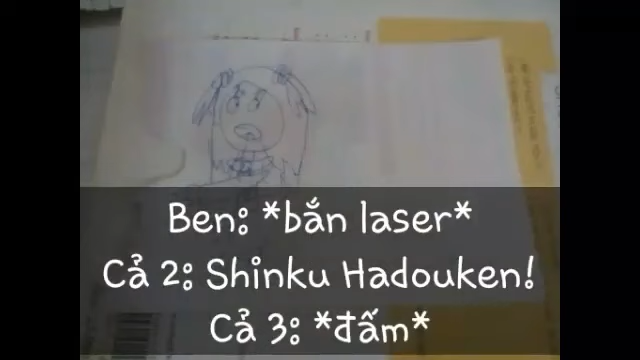 Ben: *bắn laser*
Cả 2: Shinku Hadouken!
Cả 3: *đấm*